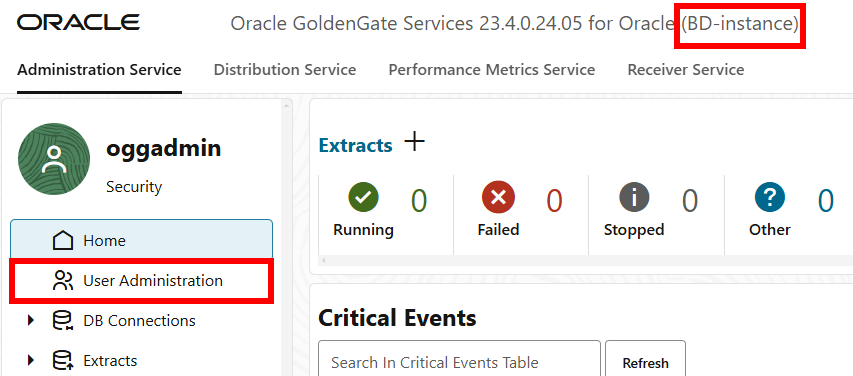 ORACLE Oracle GoldenGate Services 23.4.0.24.05 for Oracle (BD-instance)
Administration Service Distribution Service Performance Metrics Service Receiver Service
oggadmin
Security
Home
User Administration
DB Connections
Extracts
Extracts +
0 0 0 0
Running Failed Stopped Other
Critical Events
Search In Critical Events Table Refresh